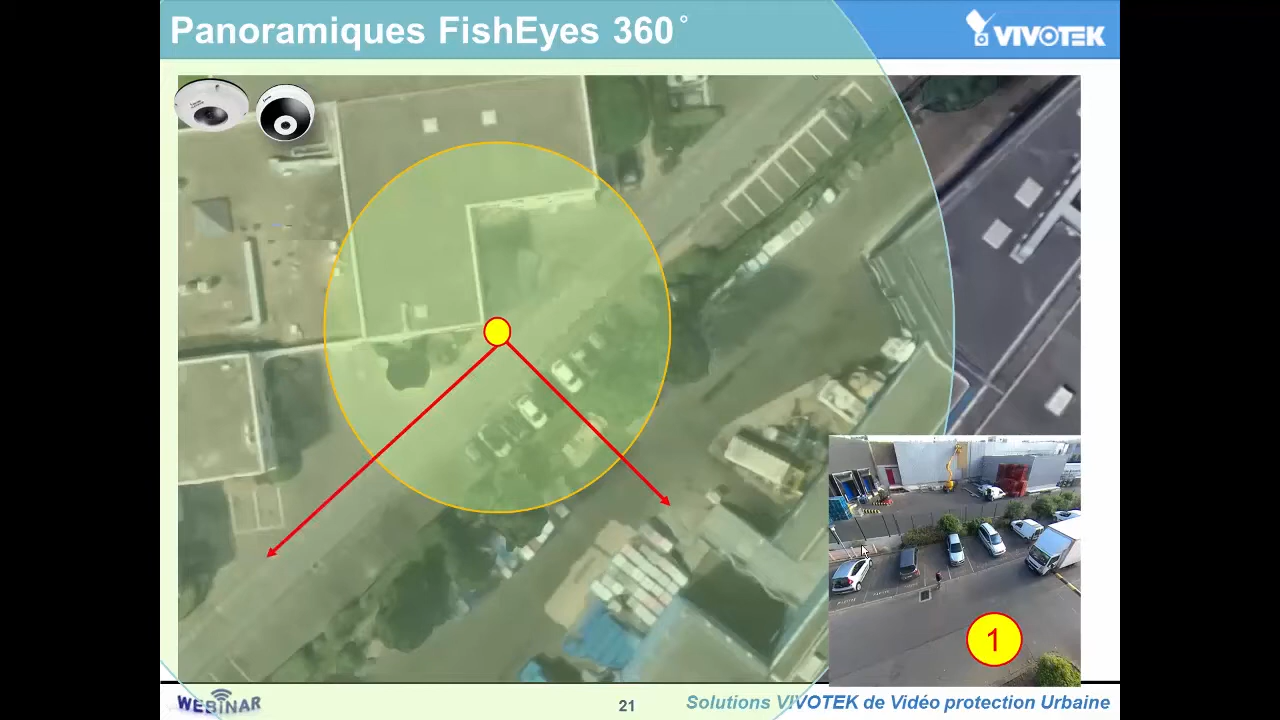 Panoramiques FishEyes 360°
VIVOTEK
1
WEBINAR
21
Solutions VIVOTEK de Vidéo protection Urbaine